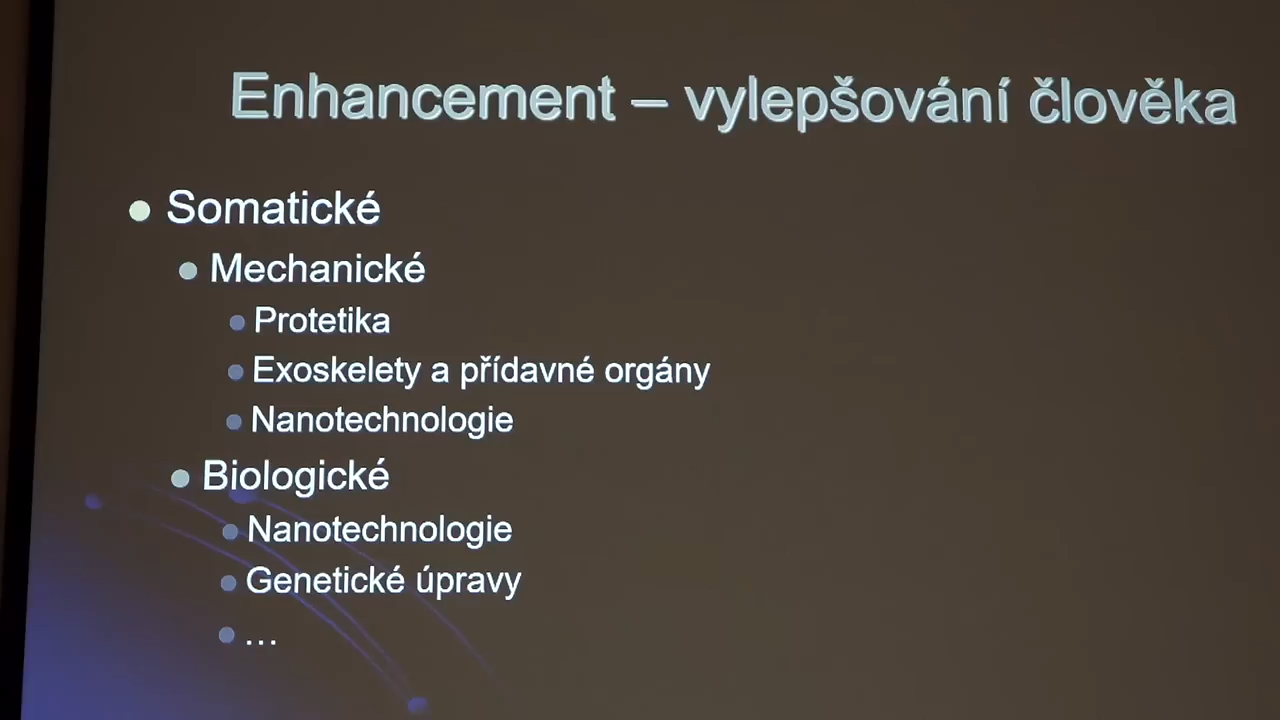 Enhancement – vylepšování člověka
Somatické
Mechanické
Protetika
Exoskelety a přídavné orgány
Nanotechnologie
Biologické
Nanotechnologie
Genetické úpravy
…